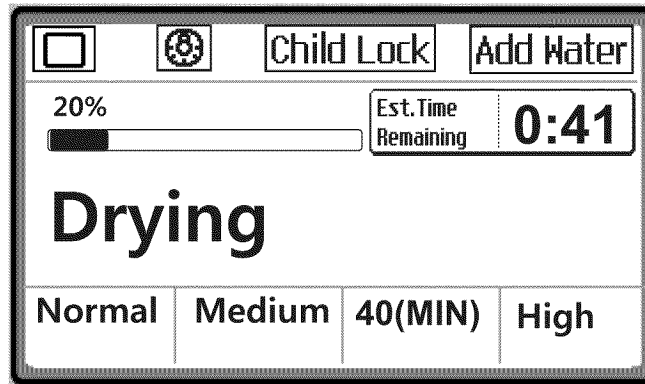 Child Lock Add Water
20% Est.Time
Remaining 0:41
Drying
Normal Medium 40(MIN) High